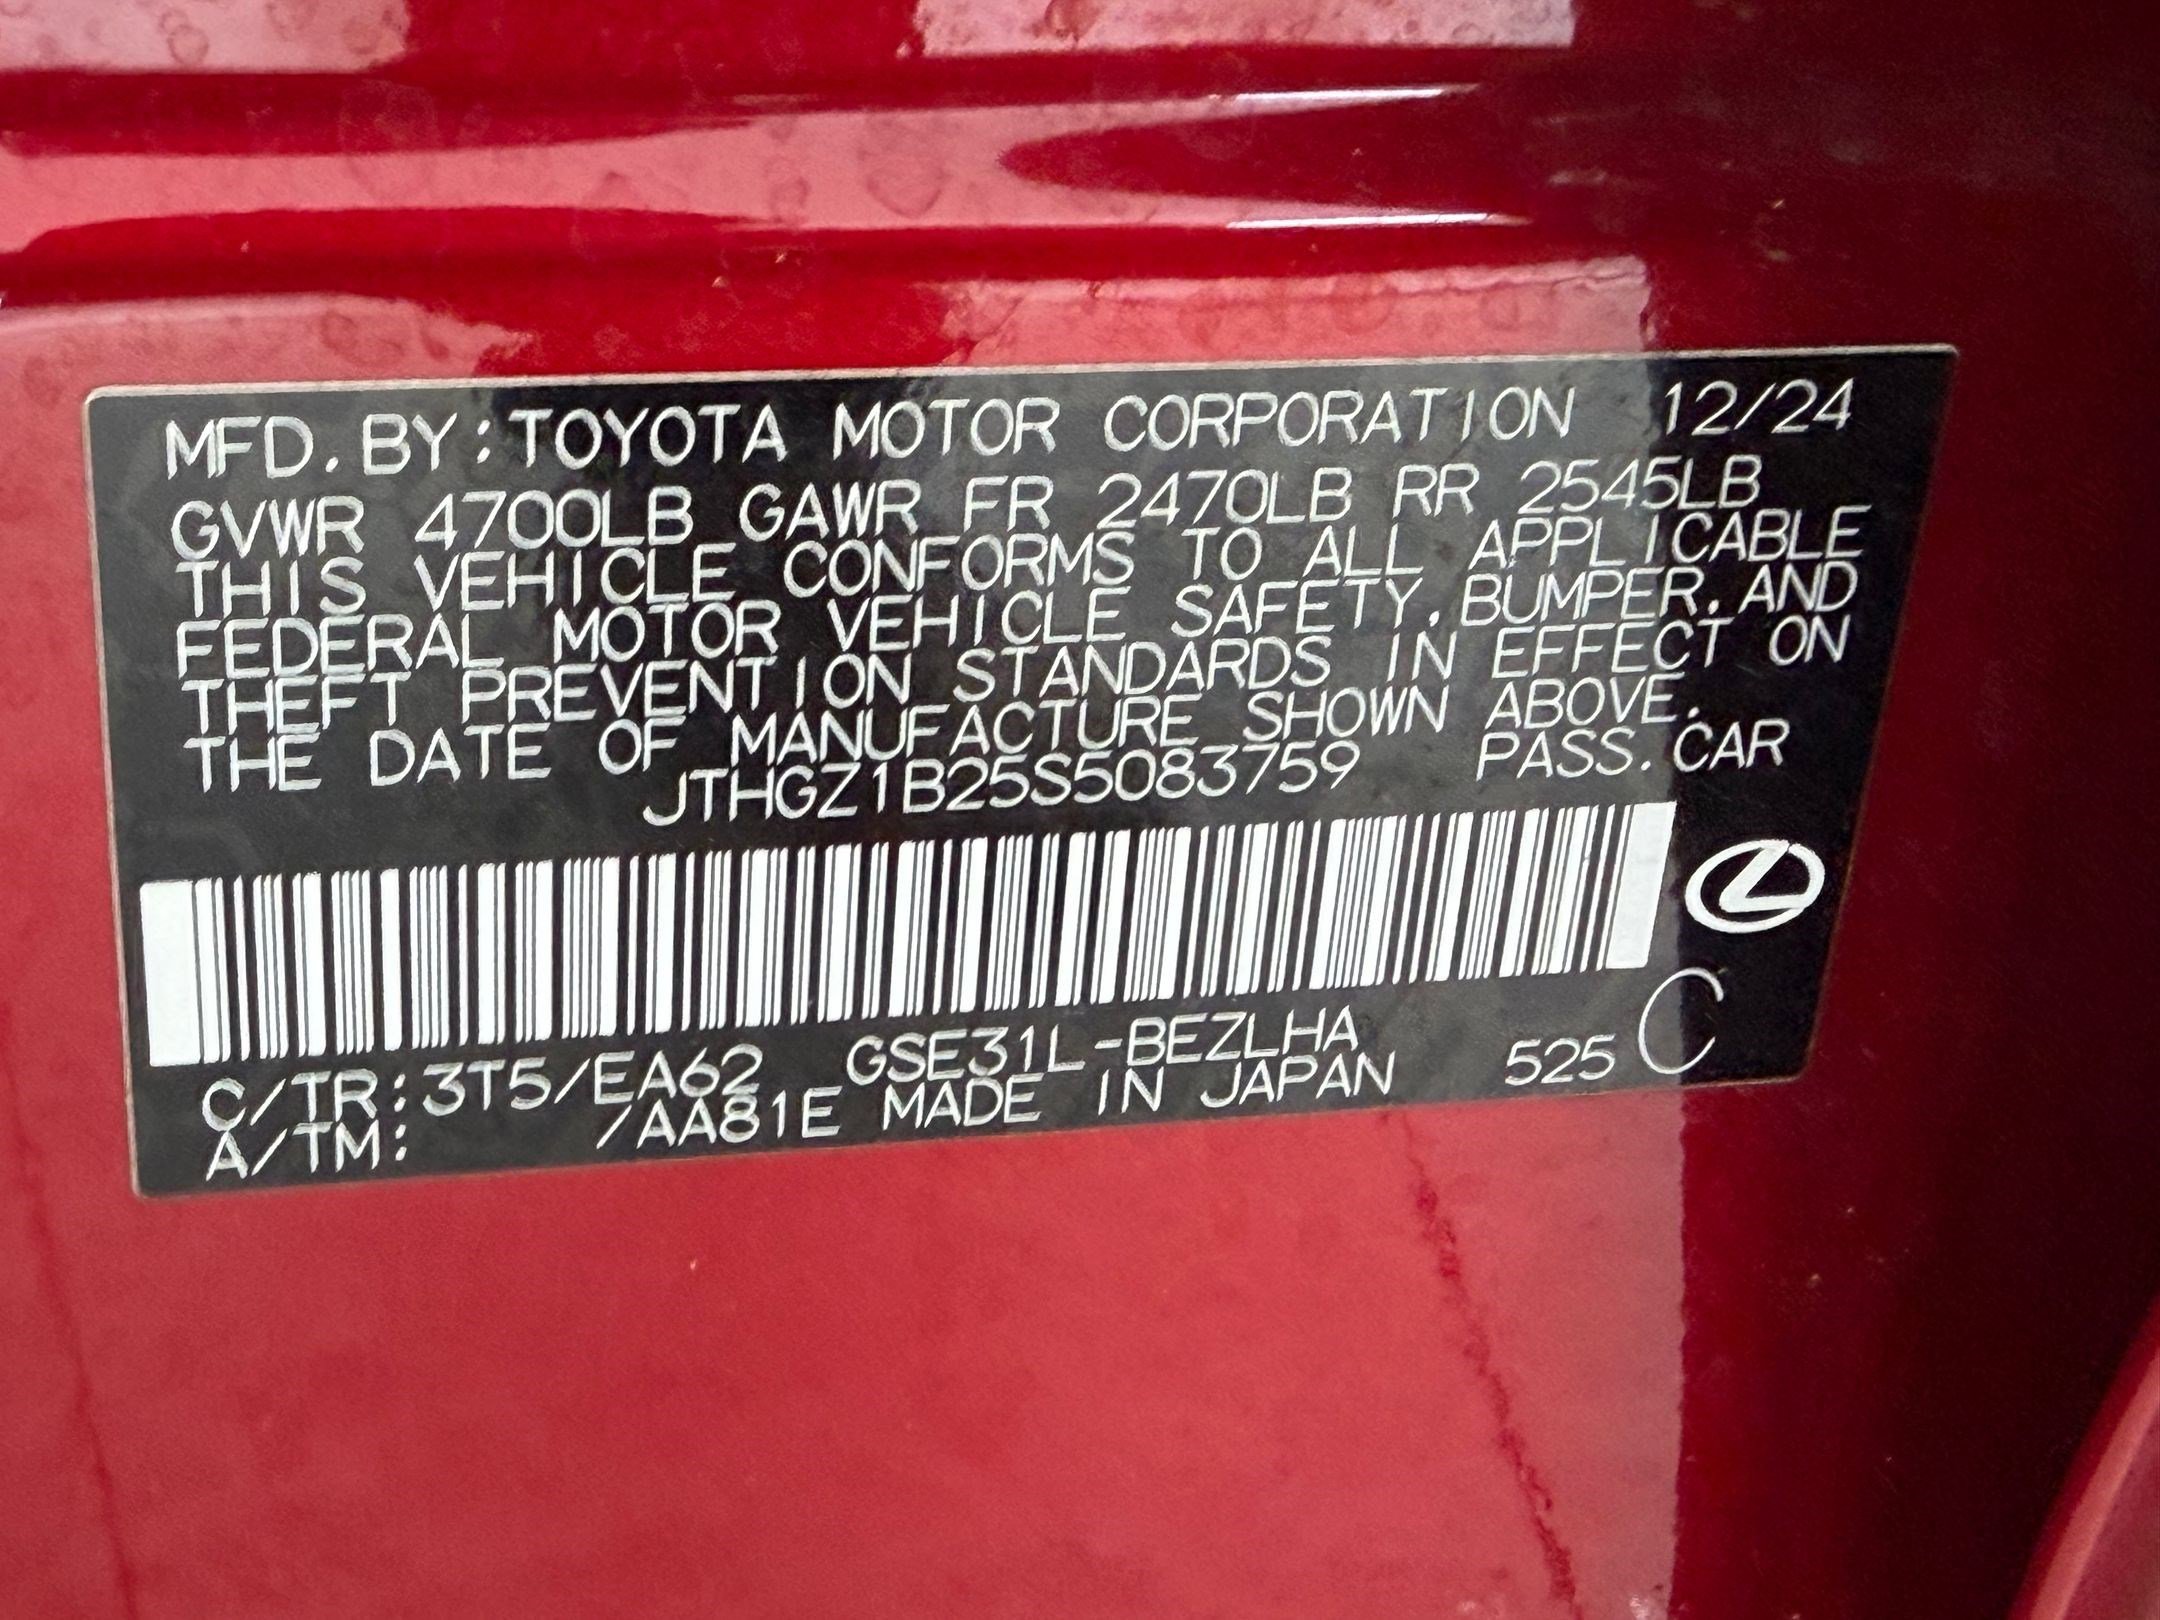 MFD. BY: TOYOTA MOTOR CORPORATION 12/24
GVWR 4700LB GAWR FR 2470LB RR 2545LB
THIS VEHICLE CONFORMS TO ALL APPLICABLE
FEDERAL MOTOR VEHICLE SAFETY, BUMPER, AND
THEFT PREVENTION STANDARDS IN EFFECT ON
THE DATE OF MANUFACTURE SHOWN ABOVE.
JTHGZ1B25S5083759 PASS. CAR
C/TR: 3T5/EA62 GSE31L-BEZLHA
A/TM: /AA81E MADE IN JAPAN 525 C